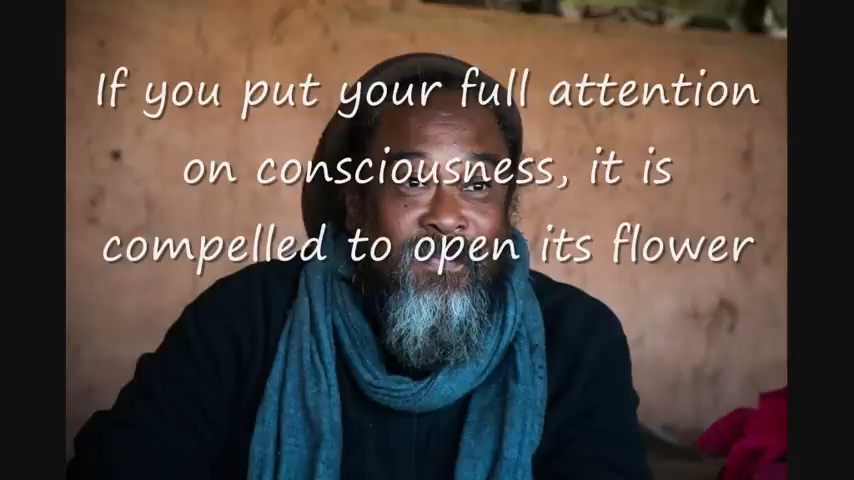 If you put your full attention
on consciousness, it is
compelled to open its flower